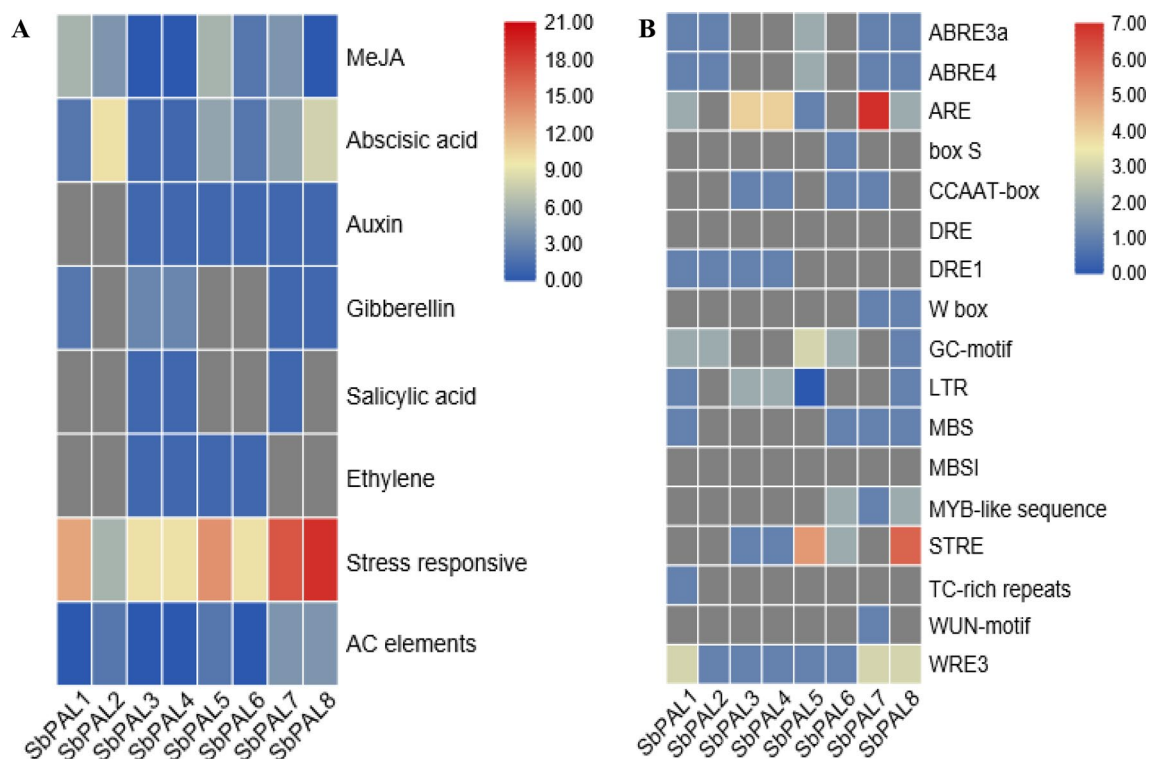 A
MeJA
Abscisic acid
Auxin
Gibberellin
Salicylic acid
Ethylene
Stress responsive
AC elements
21.00
18.00
15.00
12.00
9.00
6.00
3.00
0.00
SbPAL1
SbPAL2
SbPAL3
SbPAL4
SbPAL5
SbPAL6
SbPAL7
SbPAL8
B
ABRE3a
ABRE4
ARE
box S
CCAAT-box
DRE
DRE1
W box
GC-motif
LTR
MBS
MBSI
MYB-like sequence
STRE
TC-rich repeats
WUN-motif
WRE3
7.00
6.00
5.00
4.00
3.00
2.00
1.00
0.00
SbPAL1
SbPAL2
SbPAL3
SbPAL4
SbPAL5
SbPAL6
SbPAL7
SbPAL8